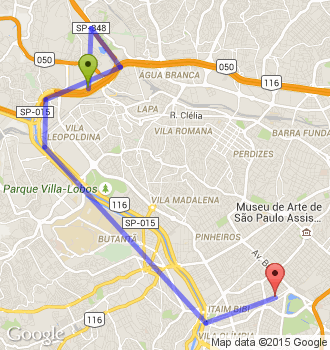 SP-348
050
050
116
ÁGUA BRANCA
SP-015
LAPA
R. Clélia
BARRA FUNDA
VILA
LEOPOLDINA
VILA ROMANA
PERDIZES
Parque Villa-Lobos
116
VILA MADALENA
Museu de Arte de
São Paulo Assis...
SP-015
BUTANTÃ
PINHEIROS
Av B
ITAIM BIBI
116
VILA OLÍMPIA
Google
Map data ©2015 Google